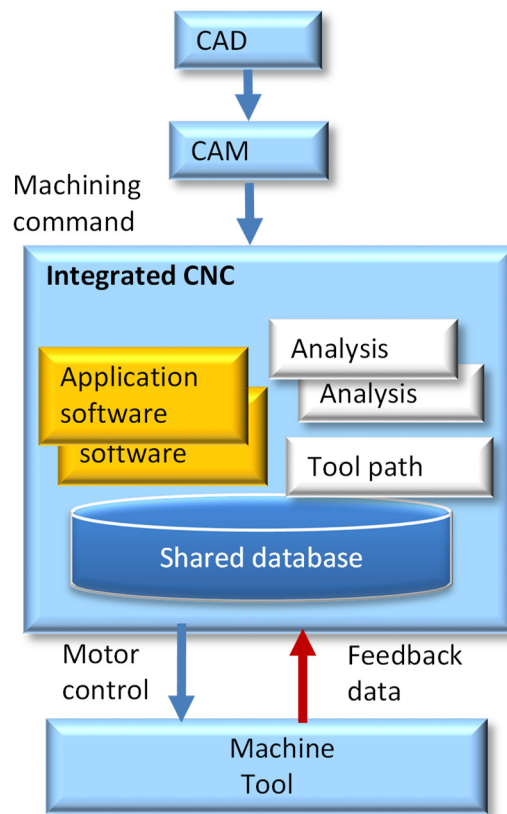 CAD
CAM
Machining
command
Integrated CNC
Application
software
software
Analysis
Analysis
Tool path
Shared database
Motor
control
Feedback
data
Machine
Tool